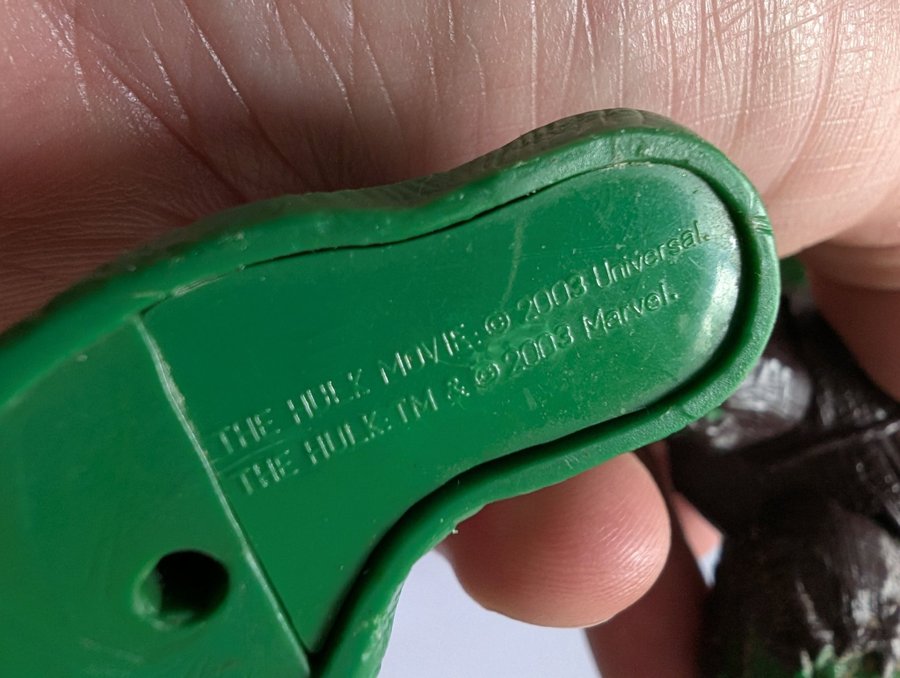 THE HULK MOVIE: © 2003 Universal.
THE HULK: TM & © 2003 Marvel.